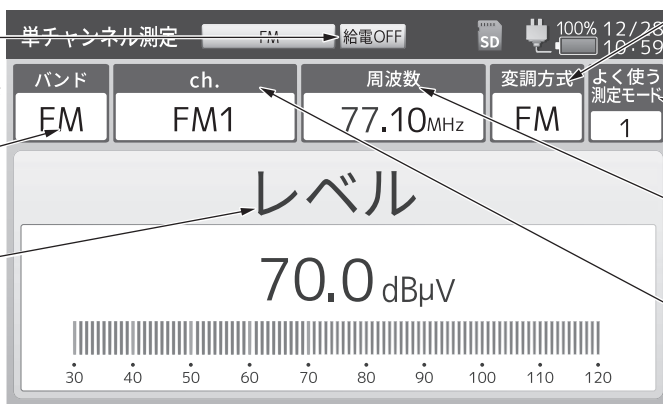 単チャンネル測定 FM 給電OFF SD 100% 12/28
10:59
バンド ch. 周波数 変調方式 よく使う
測定モード
FM FM1 77.10MHz FM 1
レベル
70.0 dBμV
30 40 50 60 70 80 90 100 110 120